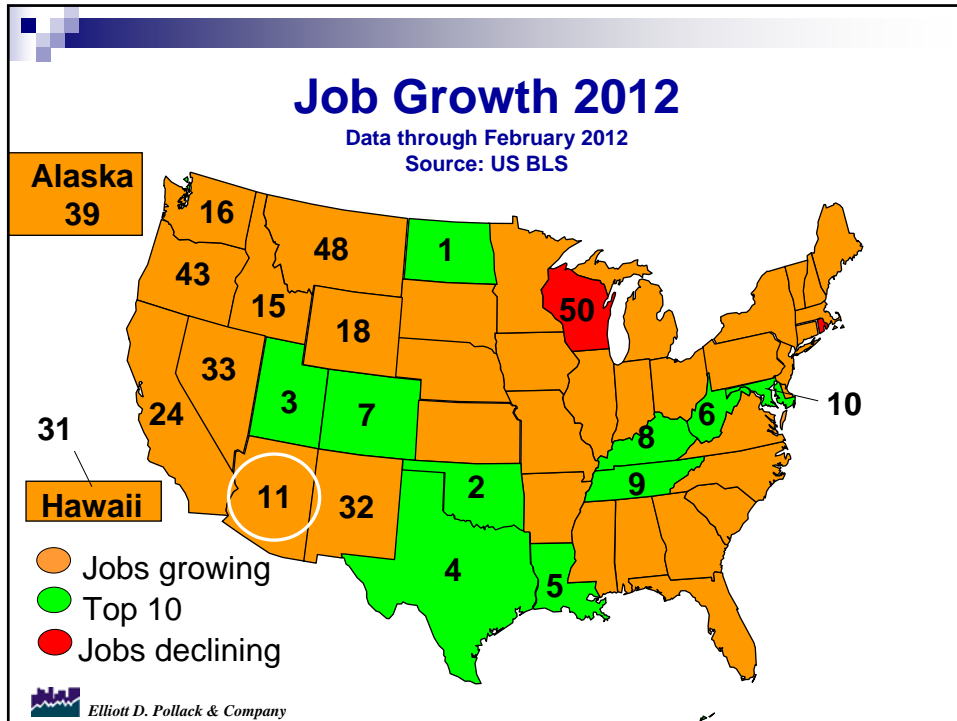 Job Growth 2012
Data through February 2012
Source: US BLS
Alaska
39
16
48
1
43
15
50
18
33
3
7
24
6
10
31
8
2
9
11
32
Hawaii
4
5
Jobs growing
Top 10
Jobs declining
Elliott D. Pollack & Company